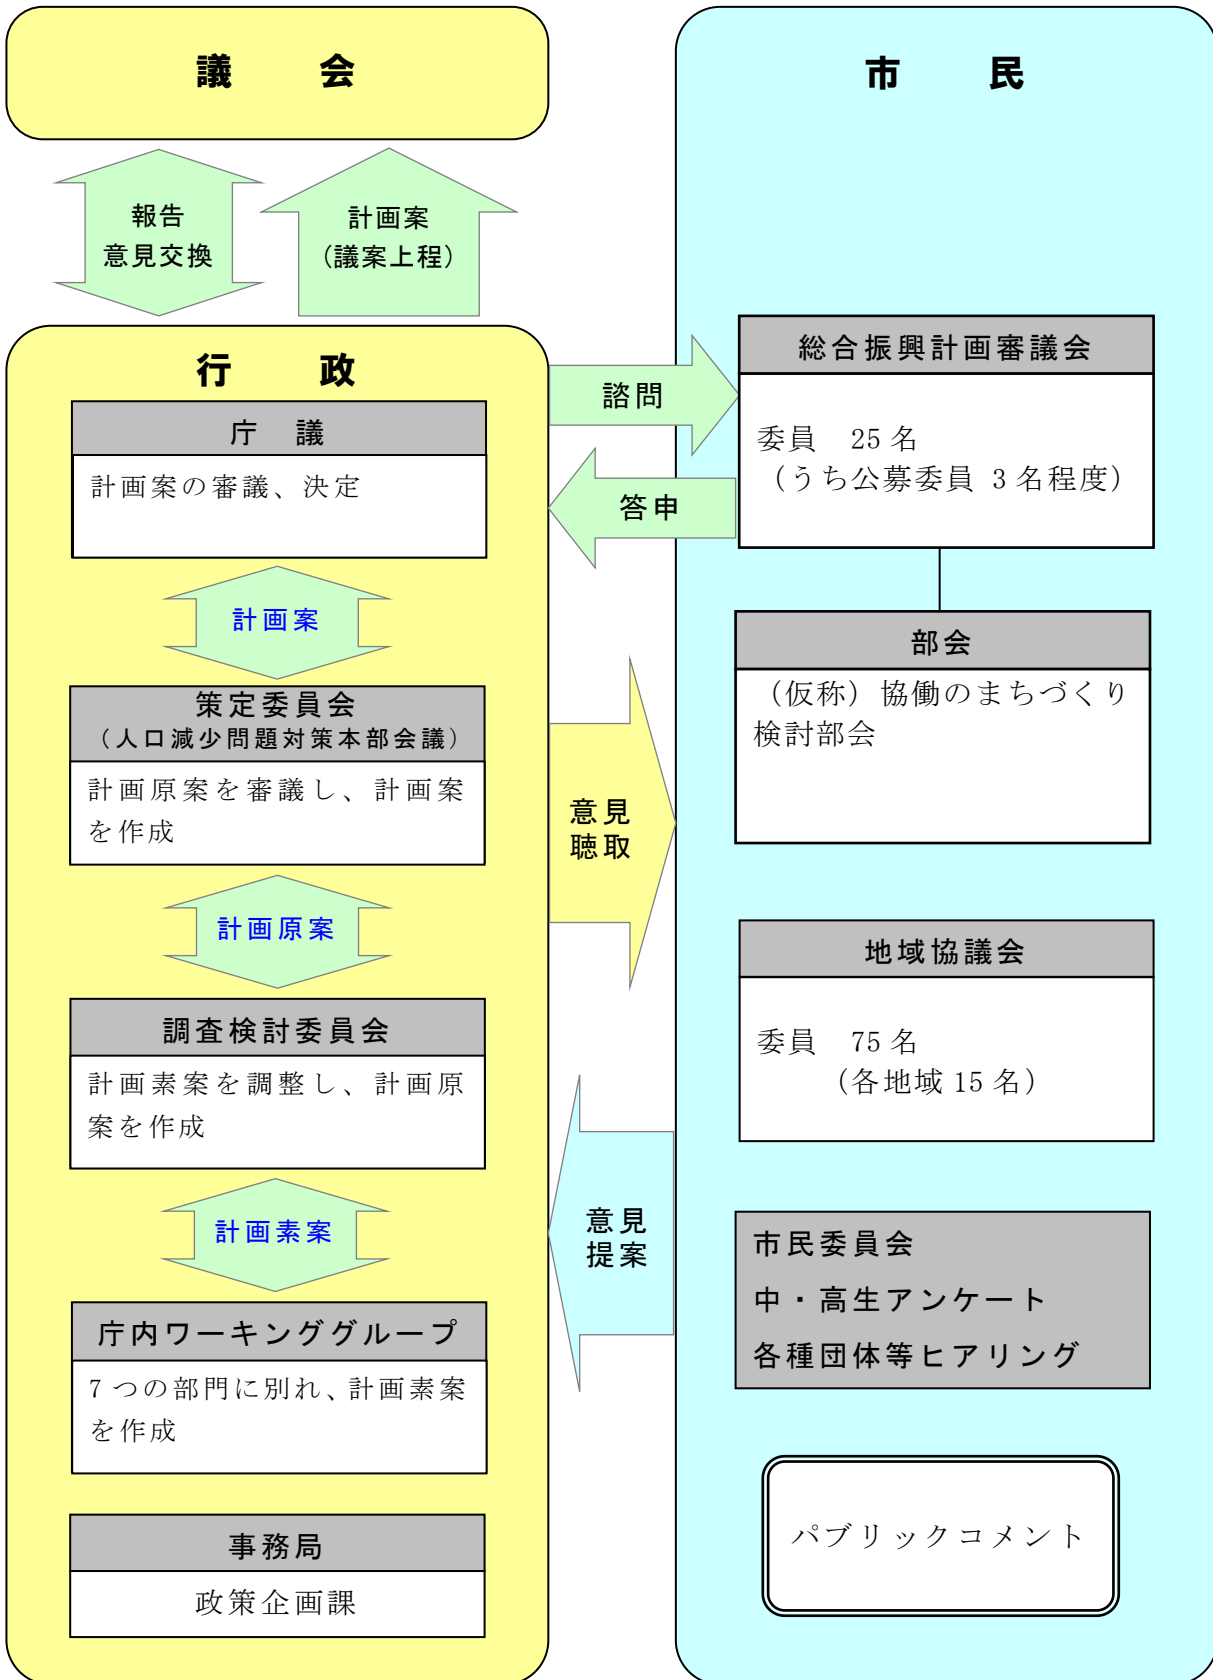 議　会
報告
意見交換
計画案
（議案上程）
行　政
庁　議
計画案の審議、決定
計画案
策定委員会
（人口減少問題対策本部会議）
計画原案を審議し、計画案
を作成
計画原案
調査検討委員会
計画素案を調整し、計画原
案を作成
計画素案
庁内ワーキンググループ
7つの部門に別れ、計画素案
を作成
事務局
政策企画課
諮問
答申
意見
聴取
意見
提案
市　民
総合振興計画審議会
委員　25名
（うち公募委員 3名程度）
部会
（仮称）協働のまちづくり
検討部会
地域協議会
委員　75名
（各地域15名）
市民委員会
中・高生アンケート
各種団体等ヒアリング
パブリックコメント